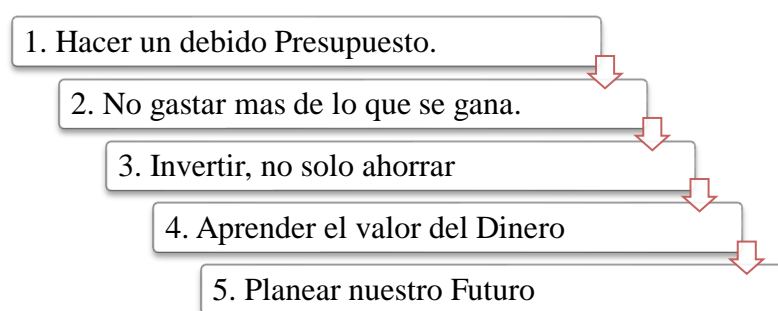 1. Hacer un debido Presupuesto.
2. No gastar mas de lo que se gana.
3. Invertir, no solo ahorrar
4. Aprender el valor del Dinero
5. Planear nuestro Futuro